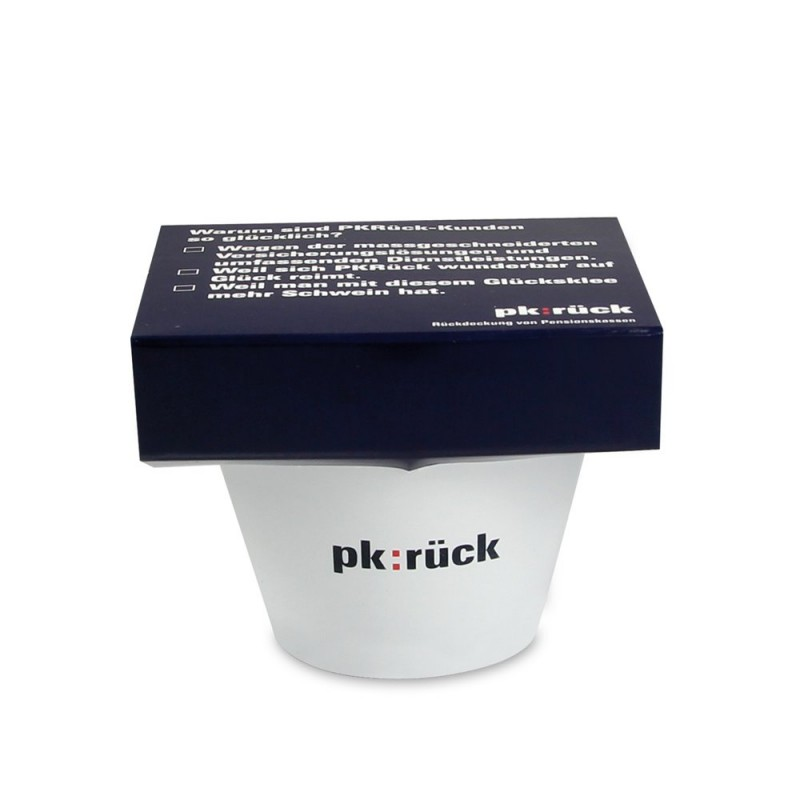 Warum sind PKRück-Kunden
so glücklich?
Wegen der massgeschneiderten
Versicherungslösungen und
umfassenden Dienstleistungen.
Weil sich PKRück wunderbar auf
Glück reimt.
Weil man mit diesem Glücksklee
mehr Schwein hat.
pk:rück
Rückdeckung von Pensionskassen
pk:rück